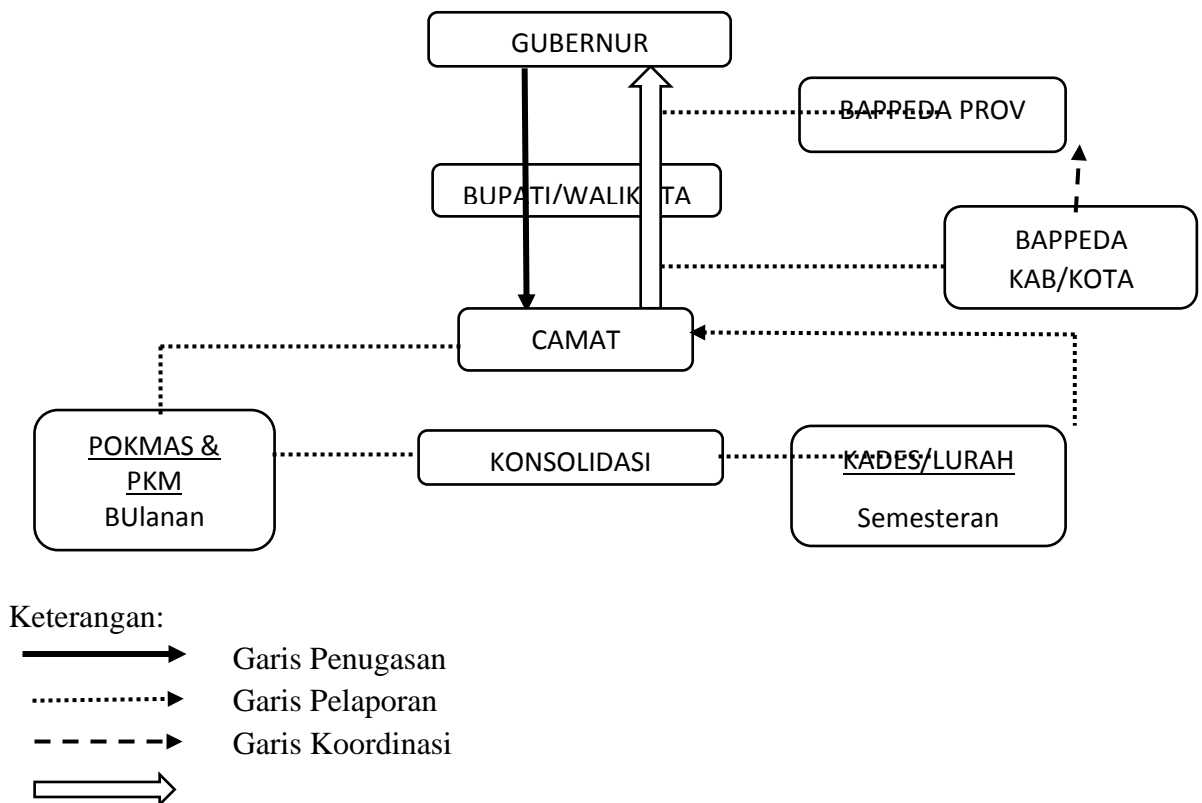 GUBERNUR
BAPPEDA PROV
BUPATI/WALIKOTA
BAPPEDA
KAB/KOTA
CAMAT
POKMAS &
PKM
BUlanan
KONSOLIDASI
KADES/LURAH
Semesteran
Keterangan:
Garis Penugasan
Garis Pelaporan
Garis Koordinasi